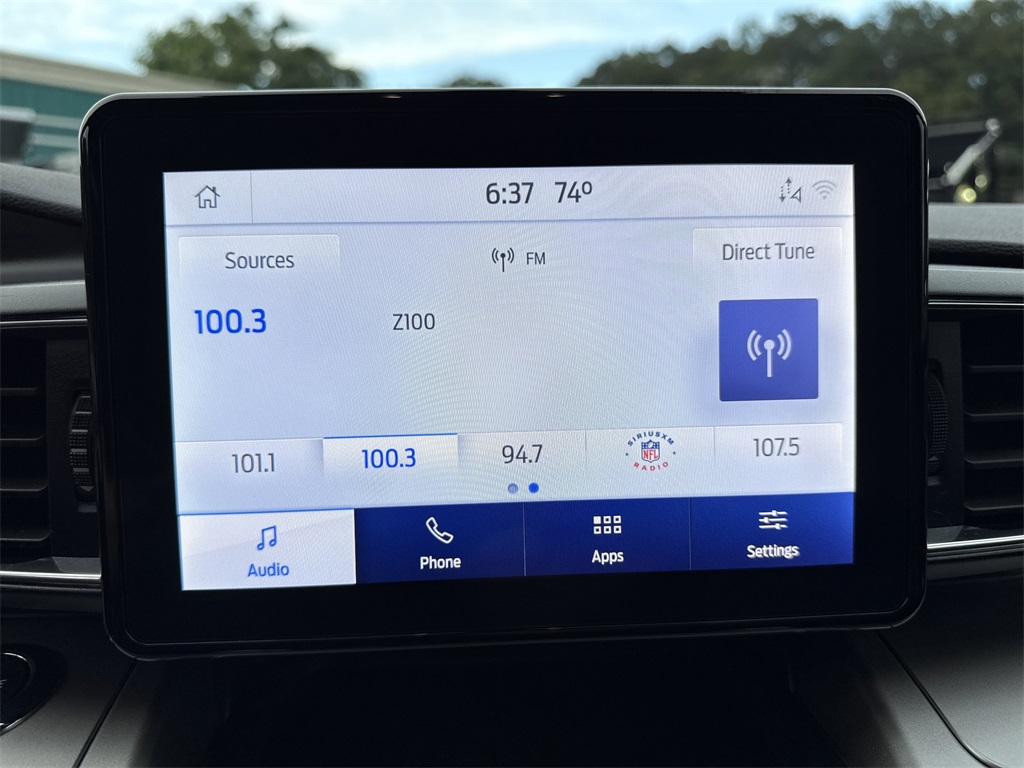 6:37 74º
Sources
FM
Direct Tune
100.3
Z100
101.1
100.3
94.7
SIRIUSXM
NFL
RADIO
107.5
Audio
Phone
Apps
Settings